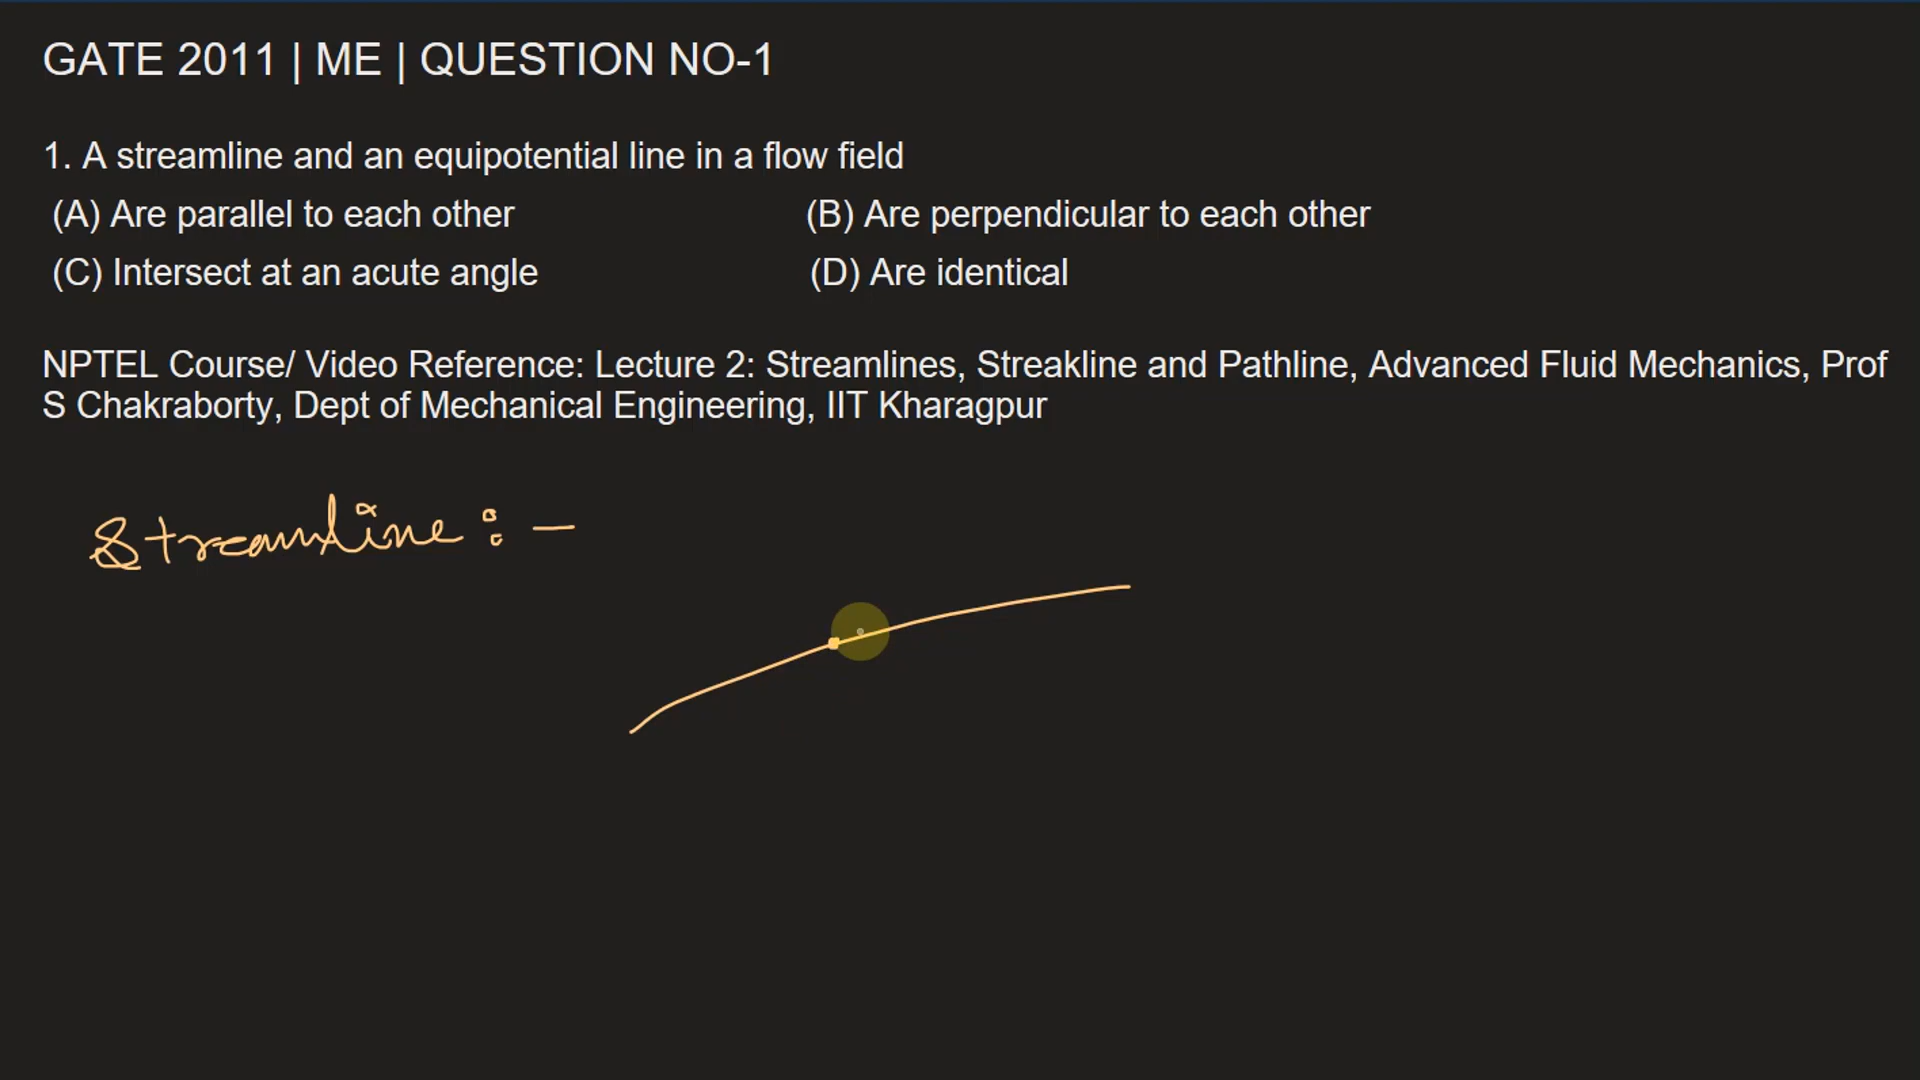 GATE 2011 | ME | QUESTION NO-1
1. A streamline and an equipotential line in a flow field
(A) Are parallel to each other (B) Are perpendicular to each other
(C) Intersect at an acute angle (D) Are identical
NPTEL Course/ Video Reference: Lecture 2: Streamlines, Streakline and Pathline, Advanced Fluid Mechanics, Prof
S Chakraborty, Dept of Mechanical Engineering, IIT Kharagpur
Streamline : -